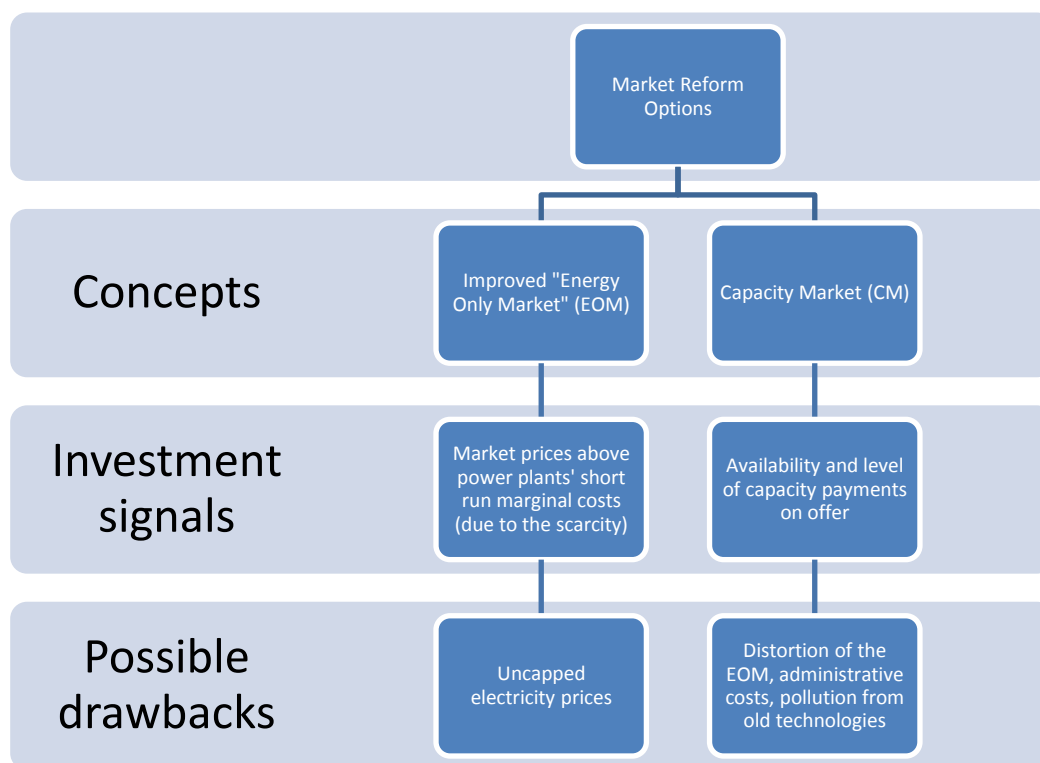 Market Reform
Options
Concepts
Improved "Energy
Only Market" (EOM)
Capacity Market (CM)
Investment
signals
Market prices above
power plants' short
run marginal costs
(due to the scarcity)
Availability and level
of capacity payments
on offer
Possible
drawbacks
Uncapped
electricity prices
Distortion of the
EOM, administrative
costs, pollution from
old technologies